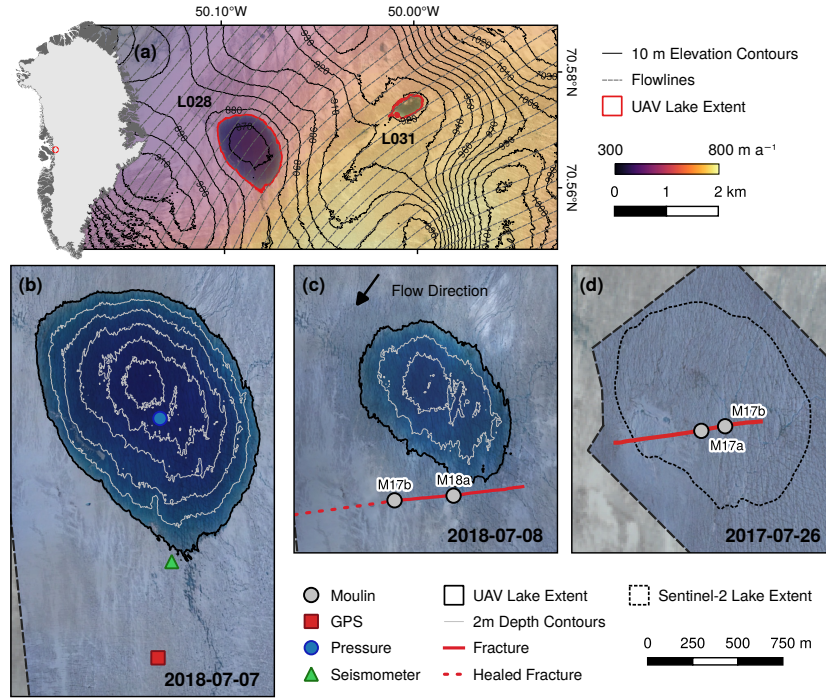 50.10°W
50.00°W
(a)
L028
L031
880
870
920
70.58°N
70.56°N
10 m Elevation Contours
Flowlines
UAV Lake Extent
300
800 m a⁻¹
0
1
2 km
(b)
2018-07-07
(c)
Flow Direction
M17b
M18a
2018-07-08
(d)
M17b
M17a
2017-07-26
Moulin
GPS
Pressure
Seismometer
UAV Lake Extent
2m Depth Contours
Fracture
Healed Fracture
Sentinel-2 Lake Extent
0
250
500
750 m